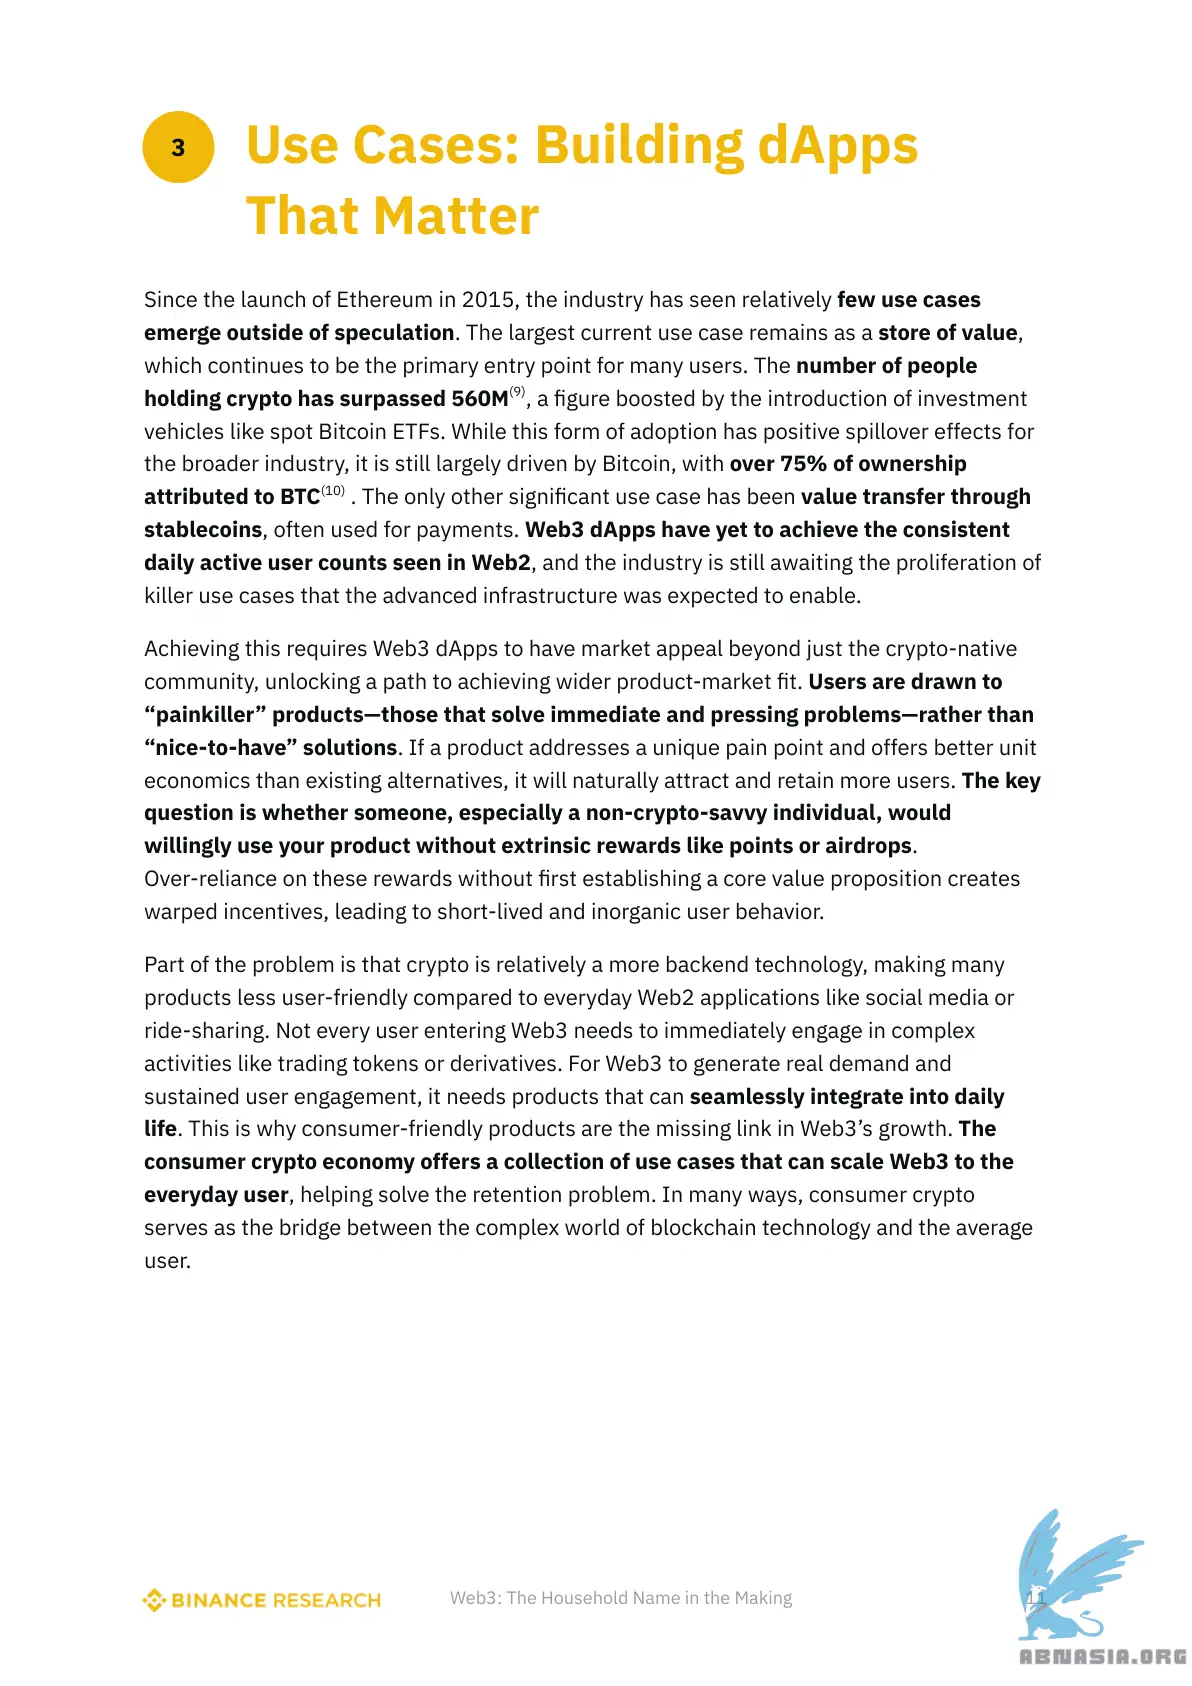 3
Use Cases: Building dApps
That Matter
Since the launch of Ethereum in 2015, the industry has seen relatively few use cases
emerge outside of speculation. The largest current use case remains as a store of value,
which continues to be the primary entry point for many users. The number of people
holding crypto has surpassed 560M(9), a figure boosted by the introduction of investment
vehicles like spot Bitcoin ETFs. While this form of adoption has positive spillover effects for
the broader industry, it is still largely driven by Bitcoin, with over 75% of ownership
attributed to BTC(10) . The only other significant use case has been value transfer through
stablecoins, often used for payments. Web3 dApps have yet to achieve the consistent
daily active user counts seen in Web2, and the industry is still awaiting the proliferation of
killer use cases that the advanced infrastructure was expected to enable.
Achieving this requires Web3 dApps to have market appeal beyond just the crypto-native
community, unlocking a path to achieving wider product-market fit. Users are drawn to
“painkiller” products—those that solve immediate and pressing problems—rather than
“nice-to-have” solutions. If a product addresses a unique pain point and offers better unit
economics than existing alternatives, it will naturally attract and retain more users. The key
question is whether someone, especially a non-crypto-savvy individual, would
willingly use your product without extrinsic rewards like points or airdrops.
Over-reliance on these rewards without first establishing a core value proposition creates
warped incentives, leading to short-lived and inorganic user behavior.
Part of the problem is that crypto is relatively a more backend technology, making many
products less user-friendly compared to everyday Web2 applications like social media or
ride-sharing. Not every user entering Web3 needs to immediately engage in complex
activities like trading tokens or derivatives. For Web3 to generate real demand and
sustained user engagement, it needs products that can seamlessly integrate into daily
life. This is why consumer-friendly products are the missing link in Web3’s growth. The
consumer crypto economy offers a collection of use cases that can scale Web3 to the
everyday user, helping solve the retention problem. In many ways, consumer crypto
serves as the bridge between the complex world of blockchain technology and the average
user.
BINANCE RESEARCH
Web3: The Household Name in the Making
11
ABNASIA.ORG